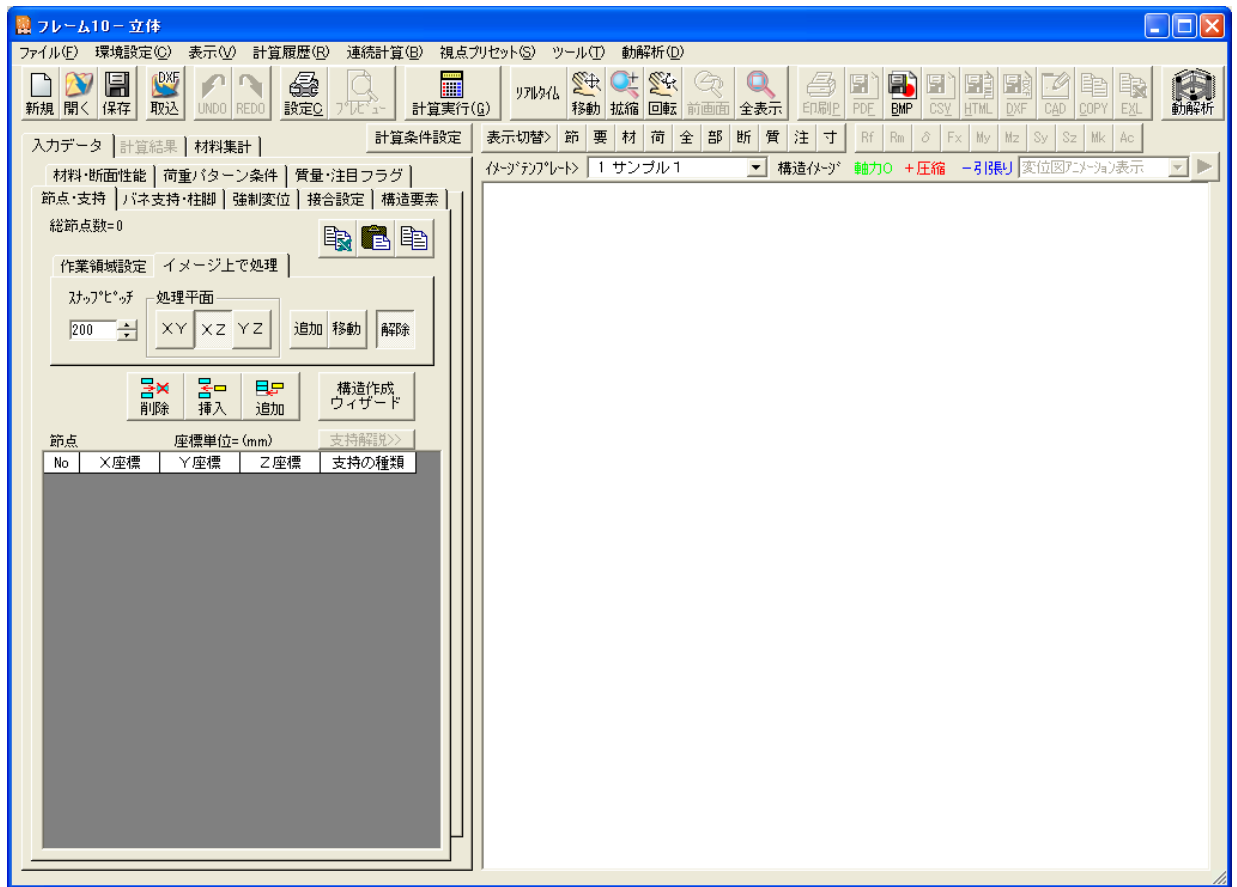 フレーム10－立体
ファイル(F) 環境設定(C) 表示(V) 計算履歴(R) 連続計算(B) 視点プリセット(S) ツール(T) 動解析(D)
新規 開く 保存 DXF 取込 UNDO REDO 設定C ﾌﾟﾚﾋﾞｭｰ 計算実行(G) ﾘｱﾙﾀｲﾑ 移動 拡縮 回転 前画面 全表示 印刷P PDF BMP CSV HTML DXF CAD COPY EXL 動解析
入力データ 計算結果 材料集計 計算条件設定
表示切替> 節 要 材 荷 全 部 断 質 注 寸 Rf Rm δ Fx My Mz Sy Sz Mk Ac
ｲﾒｰｼﾞﾃﾝﾌﾟﾚｰﾄ> 1 サンプル1 構造ｲﾒｰｼﾞ 軸力0 +圧縮 -引張り 変位図ｱﾆﾒｰｼｮﾝ表示
材料･断面性能 荷重パターン条件 質量･注目フラグ
節点･支持 バネ支持･柱脚 強制変位 接合設定 構造要素
総節点数=0
作業領域設定 イメージ上で処理
ｽﾅｯﾌﾟﾋﾟｯﾁ 処理平面
200 XY XZ YZ 追加 移動 解除
削除 挿入 追加 構造作成
ウィザード
節点 座標単位=(mm) 支持解説>>
No X座標 Y座標 Z座標 支持の種類